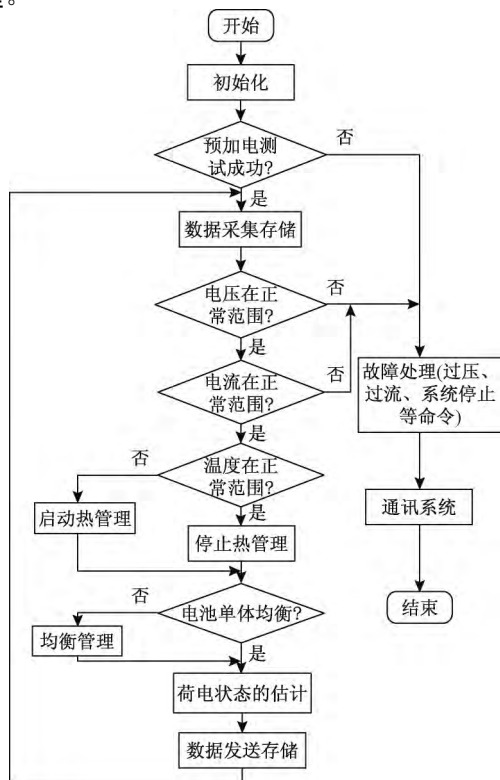 开始
初始化
预加电测
试成功?
否
是
数据采集存储
电压在正
常范围?
否
是
电流在正
常范围?
否
是
故障处理(过压、
过流、系统停止
等命令)
温度在正
常范围?
否
是
启动热管理
停止热管理
通讯系统
结束
电池单体均衡?
否
是
均衡管理
荷电状态的估计
数据发送存储